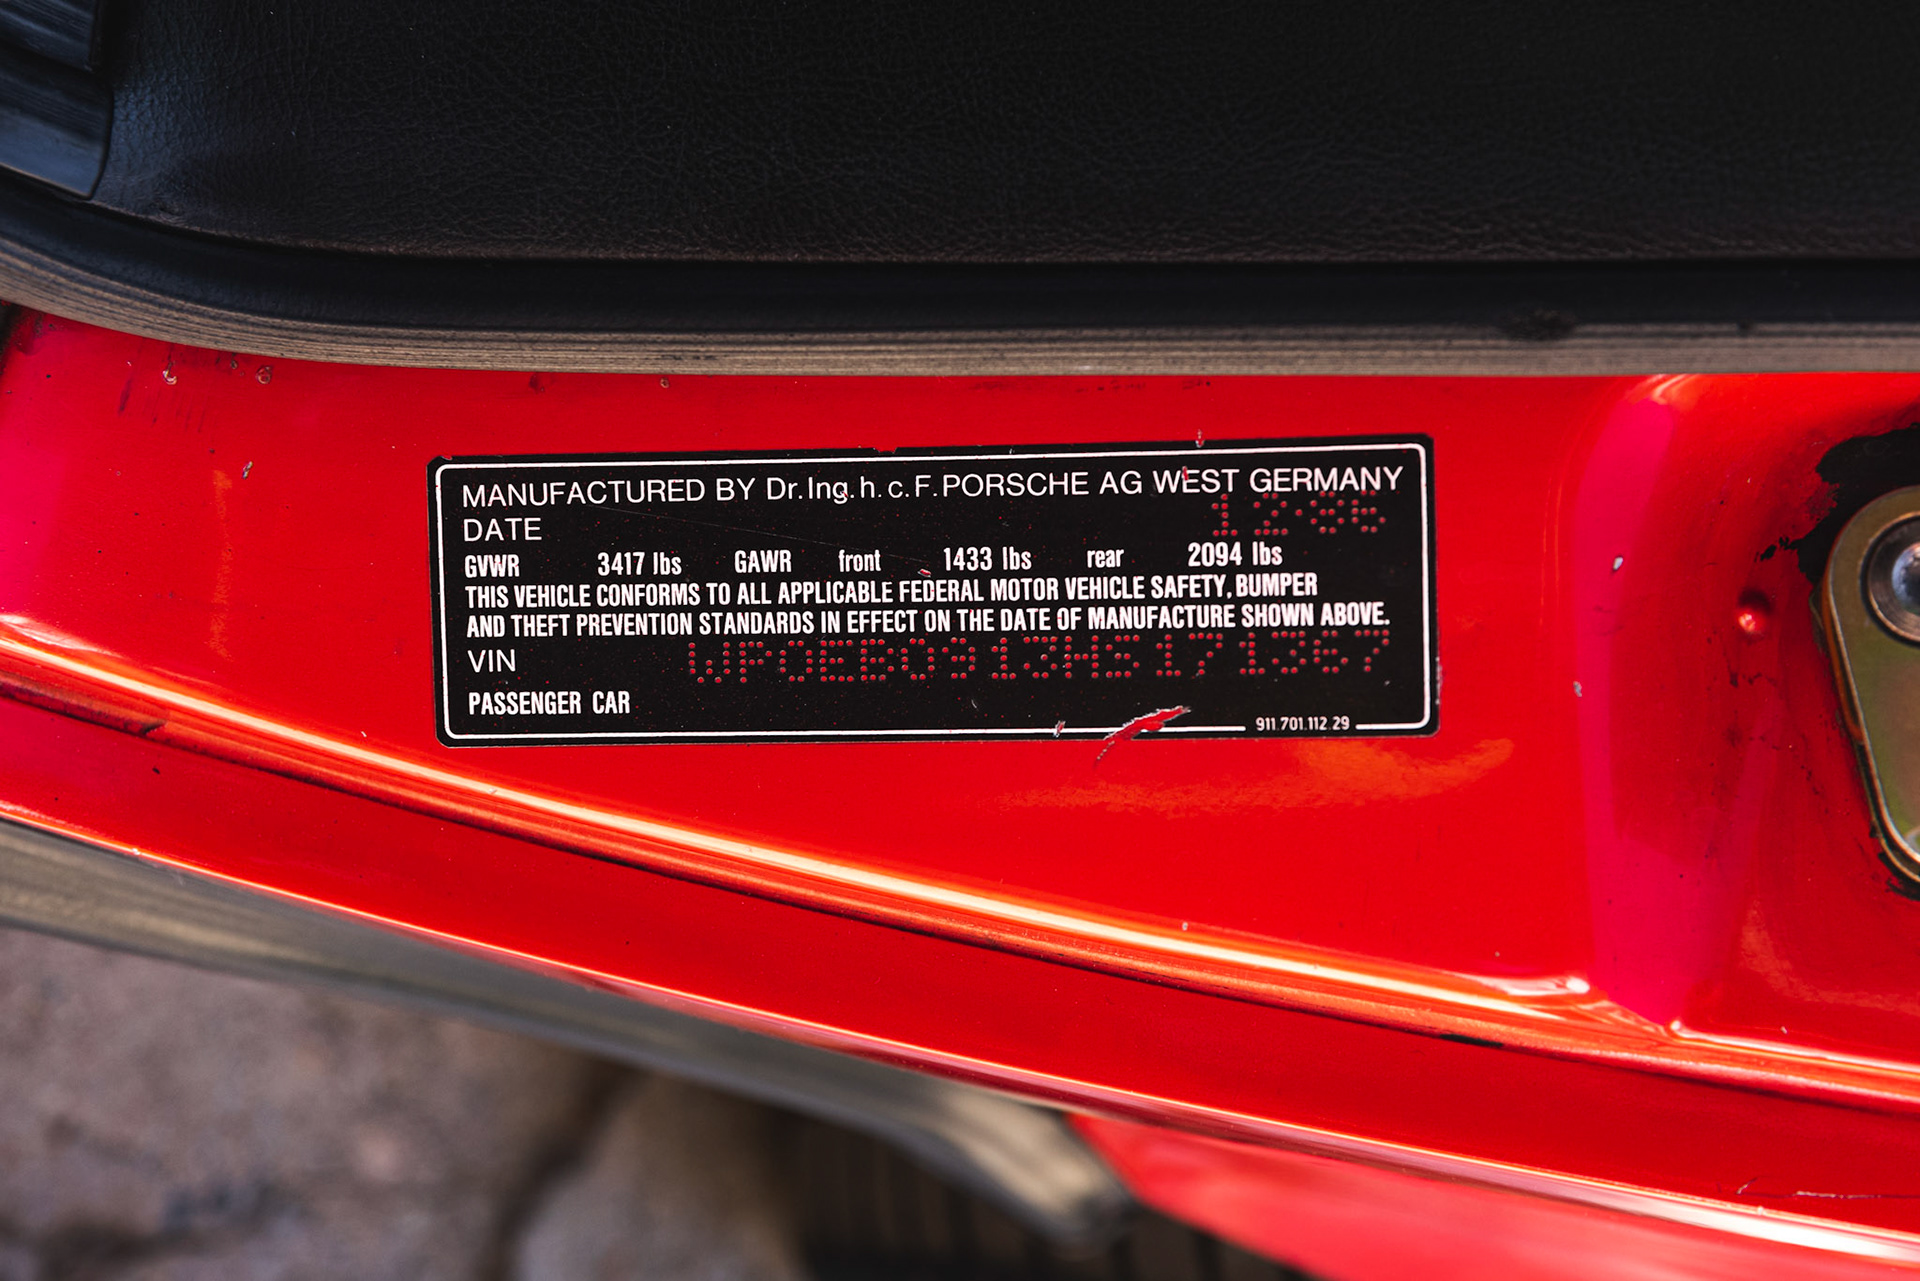 MANUFACTURED BY Dr.Ing.h.c.F.PORSCHE AG WEST GERMANY
DATE 12·86
GVWR 3417 lbs GAWR front 1433 lbs rear 2094 lbs
THIS VEHICLE CONFORMS TO ALL APPLICABLE FEDERAL MOTOR VEHICLE SAFETY, BUMPER
AND THEFT PREVENTION STANDARDS IN EFFECT ON THE DATE OF MANUFACTURE SHOWN ABOVE.
VIN WP0EB0913HS171367
PASSENGER CAR
911.701.112.29